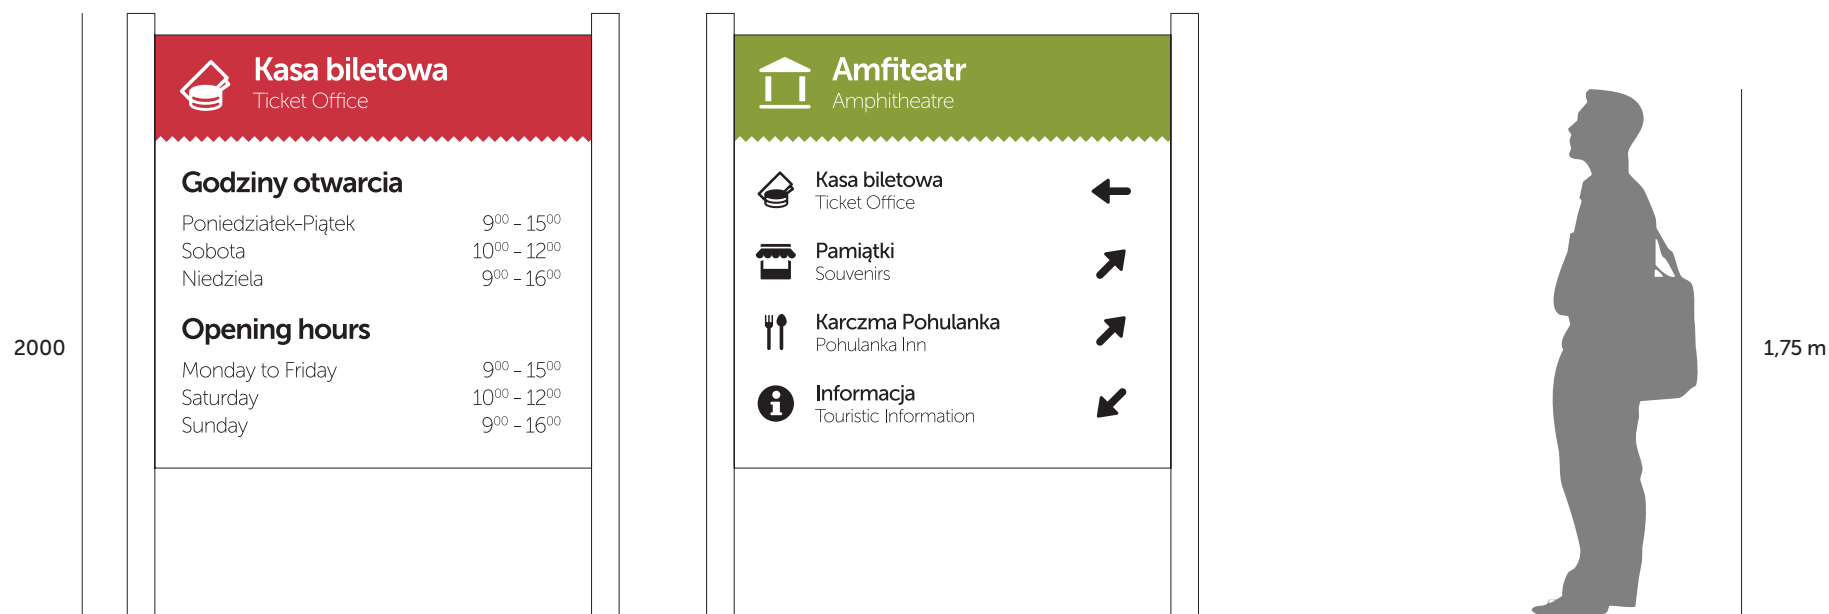 2000
Kasa biletowa
Ticket Office
Godziny otwarcia
Poniedziałek-Piątek 9⁰⁰ - 15⁰⁰
Sobota 10⁰⁰ - 12⁰⁰
Niedziela 9⁰⁰ - 16⁰⁰
Opening hours
Monday to Friday 9⁰⁰ - 15⁰⁰
Saturday 10⁰⁰ - 12⁰⁰
Sunday 9⁰⁰ - 16⁰⁰
Amfiteatr
Amphitheatre
Kasa biletowa
Ticket Office
Pamiątki
Souvenirs
Karczma Pohulanka
Pohulanka Inn
Informacja
Touristic Information
1,75 m